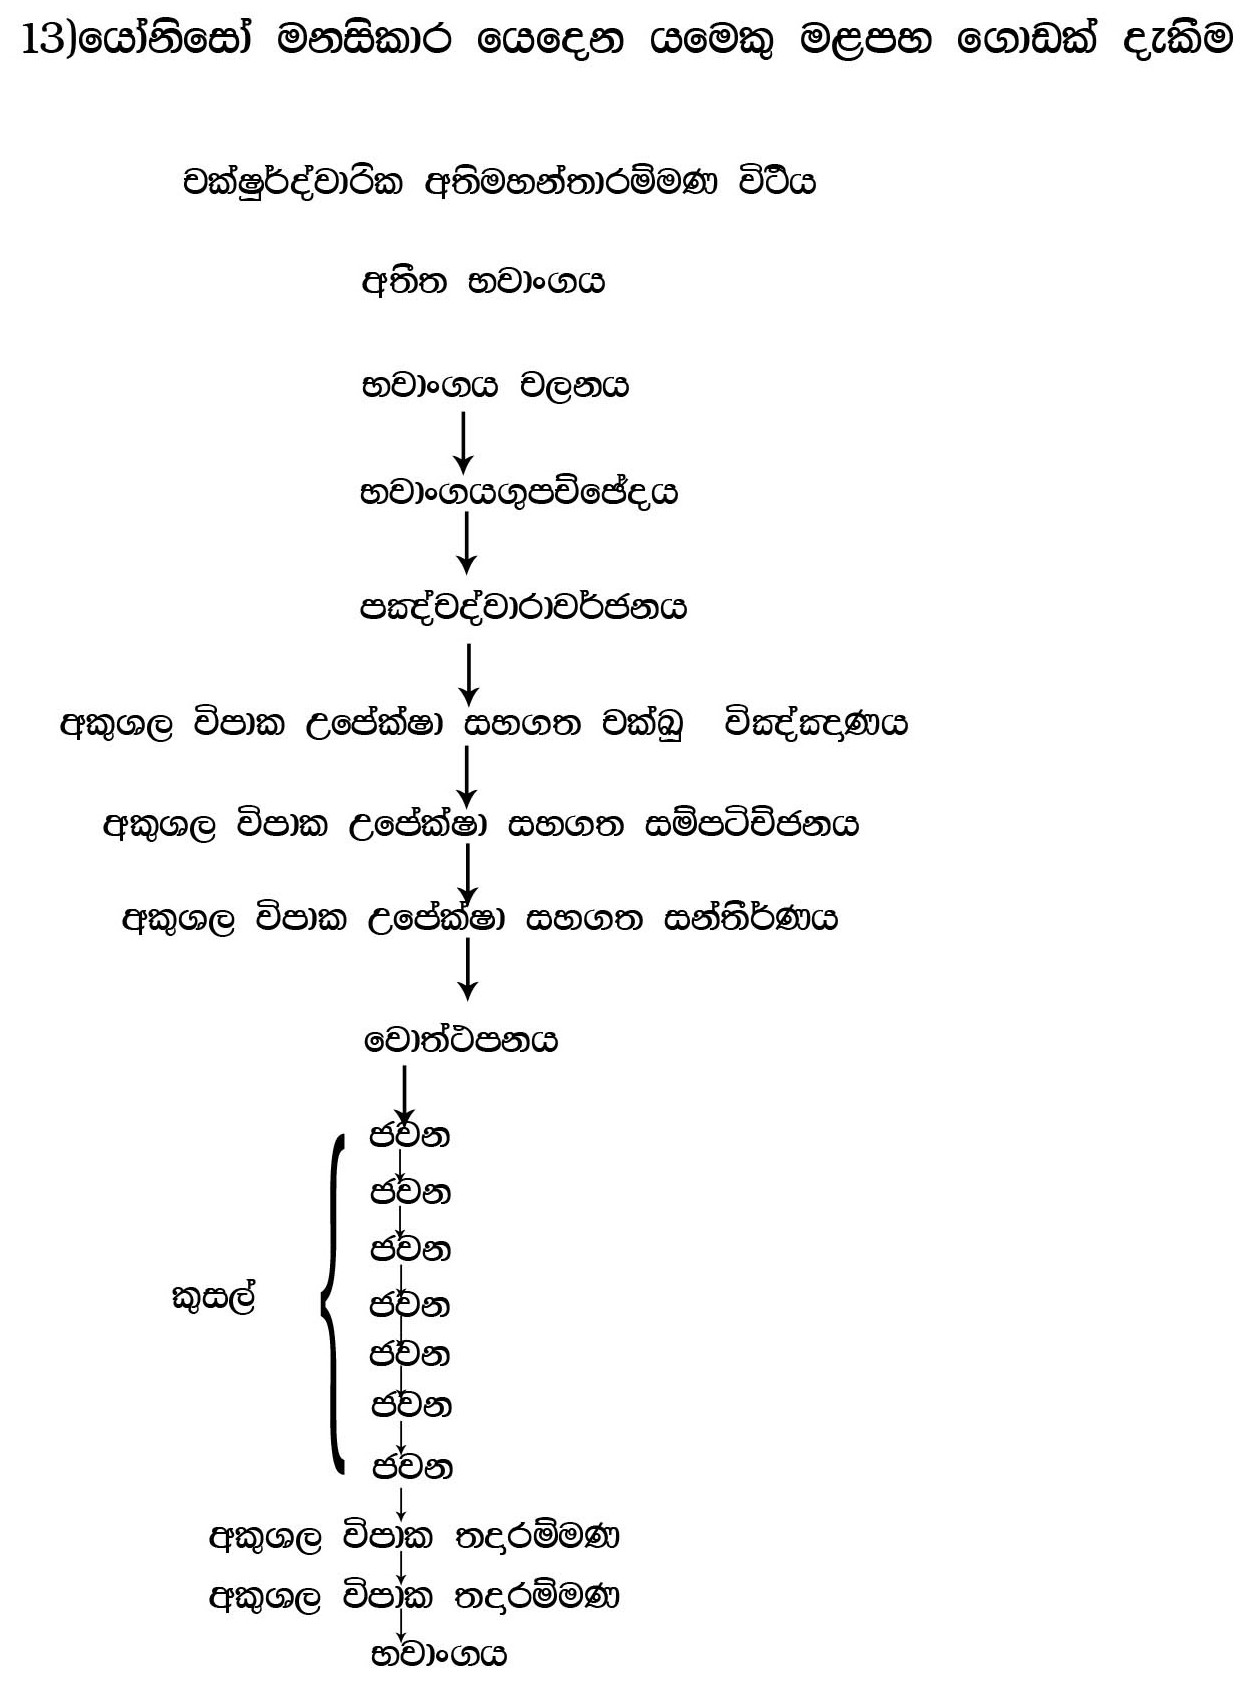 13)යෝනිසෝ මනසිකාර යෙදෙන යමෙකු මළපහ ගොඩක් දැකීම
චක්ෂුර්ද්වාරික අතිමහන්තාරම්මණ විථිය
අතීත භවාංගය
භවාංගය චලනය
භවාංගයගුපච්ඡේදය
පඤ්චද්වාරාවර්ජනය
අකුශල විපාක උපේක්ෂා සහගත චක්ඛු විඤ්ඤාණය
අකුශල විපාක උපේක්ෂා සහගත සම්පටිච්ඡනය
අකුශල විපාක උපේක්ෂා සහගත සන්තීර්ණය
වොත්ථපනය
ජවන
ජවන
ජවන
කුසල්
ජවන
ජවන
ජවන
ජවන
අකුශල විපාක තදාරම්මණ
අකුශල විපාක තදාරම්මණ
භවාංගය